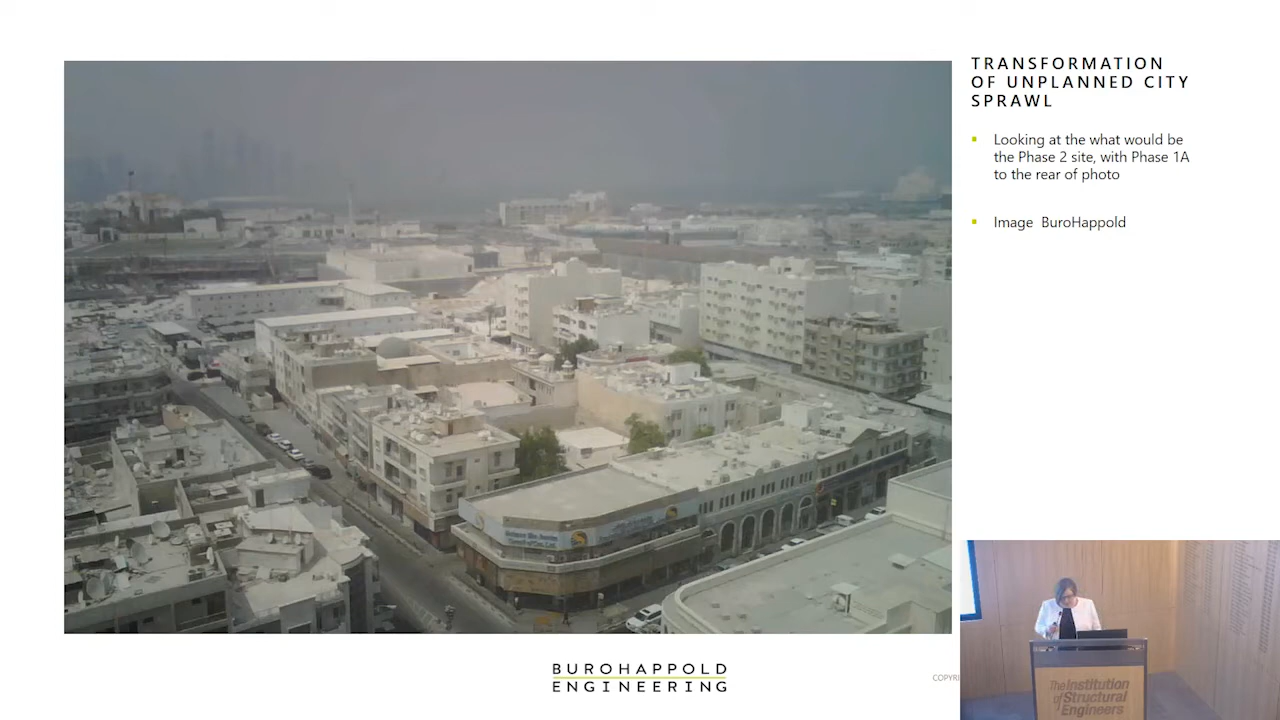 TRANSFORMATION
OF UNPLANNED CITY
SPRAWL
Looking at the what would be
the Phase 2 site, with Phase 1A
to the rear of photo
Image BuroHappold
BUROHAPPOLD
ENGINEERING
The Institution
of Structural
Engineers